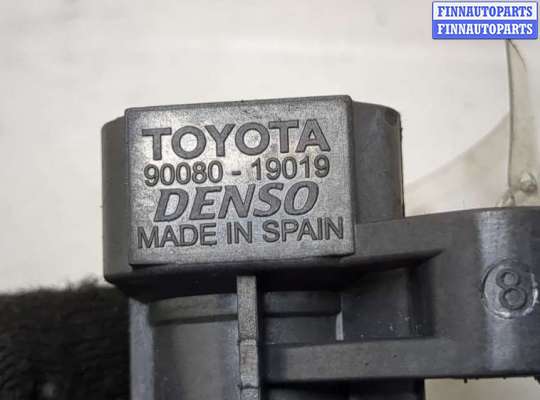 FINNAUTOPARTS
FINNAUTOPARTS
TOYOTA
90080-19019
DENSO
MADE IN SPAIN
8